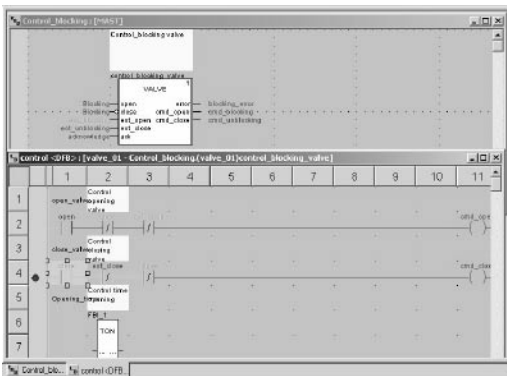 Control_blocking : [MAST]
Control_blocking valve
control_blocking_valve
1
VALVE
Blocking open error blocking_error
Blocking close cmd_open cmd_blocking
ext_open cmd_close cmd_unblocking
ext_unblocking ext_close
acknowledge ack
control <DFB> : [valve_01 - Control_blocking.(valve_01)control_blocking_valve]
1 2 3 4 5 6 7 8 9 10 11
1
open_valve
Control
opening
valve
2
open
cmd_ope
3
close_valve
Control
closing
valve
4
ext_close
cmd_clos
5
Control time
opening
6
FBI_1
TON
7
Control_blo... control <DFB...